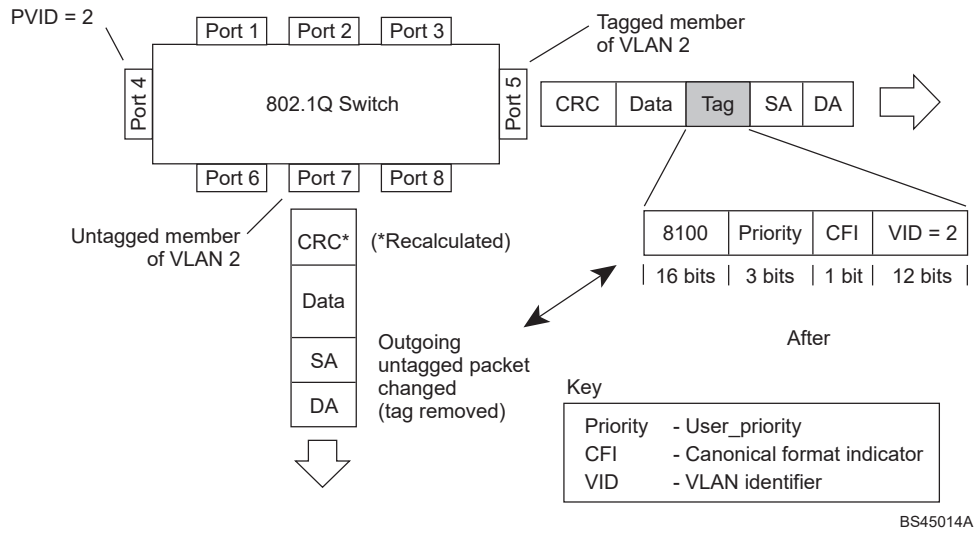 PVID = 2
Port 1
Port 2
Port 3
Tagged member
of VLAN 2
Port 4
802.1Q Switch
Port 5
CRC
Data
Tag
SA
DA
Port 6
Port 7
Port 8
Untagged member
of VLAN 2
CRC*
(*Recalculated)
Data
SA
DA
8100
Priority
CFI
VID = 2
16 bits
3 bits
1 bit
12 bits
Outgoing
untagged packet
changed
(tag removed)
After
Key
Priority - User_priority
CFI - Canonical format indicator
VID - VLAN identifier
BS45014A